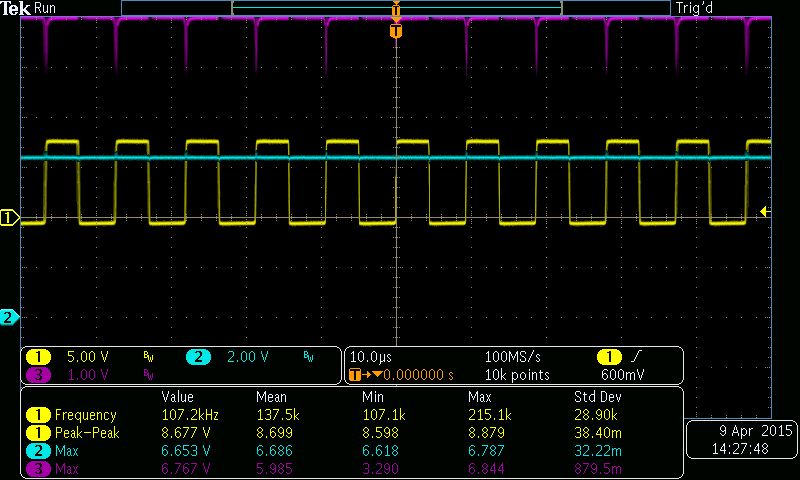 Tek Run Trig'd
T
T
1
2
1 5.00 V BW 2 2.00 V BW
3 1.00 V BW
10.0µs 100MS/s 1
T→▼0.000000 s 10k points 600mV
Value Mean Min Max Std Dev
1 Frequency 107.2kHz 137.5k 107.1k 215.1k 28.90k
1 Peak-Peak 8.677 V 8.699 8.598 8.879 38.40m
2 Max 6.653 V 6.686 6.618 6.787 32.22m
3 Max 6.767 V 5.985 3.290 6.844 879.5m
9 Apr 2015
14:27:48